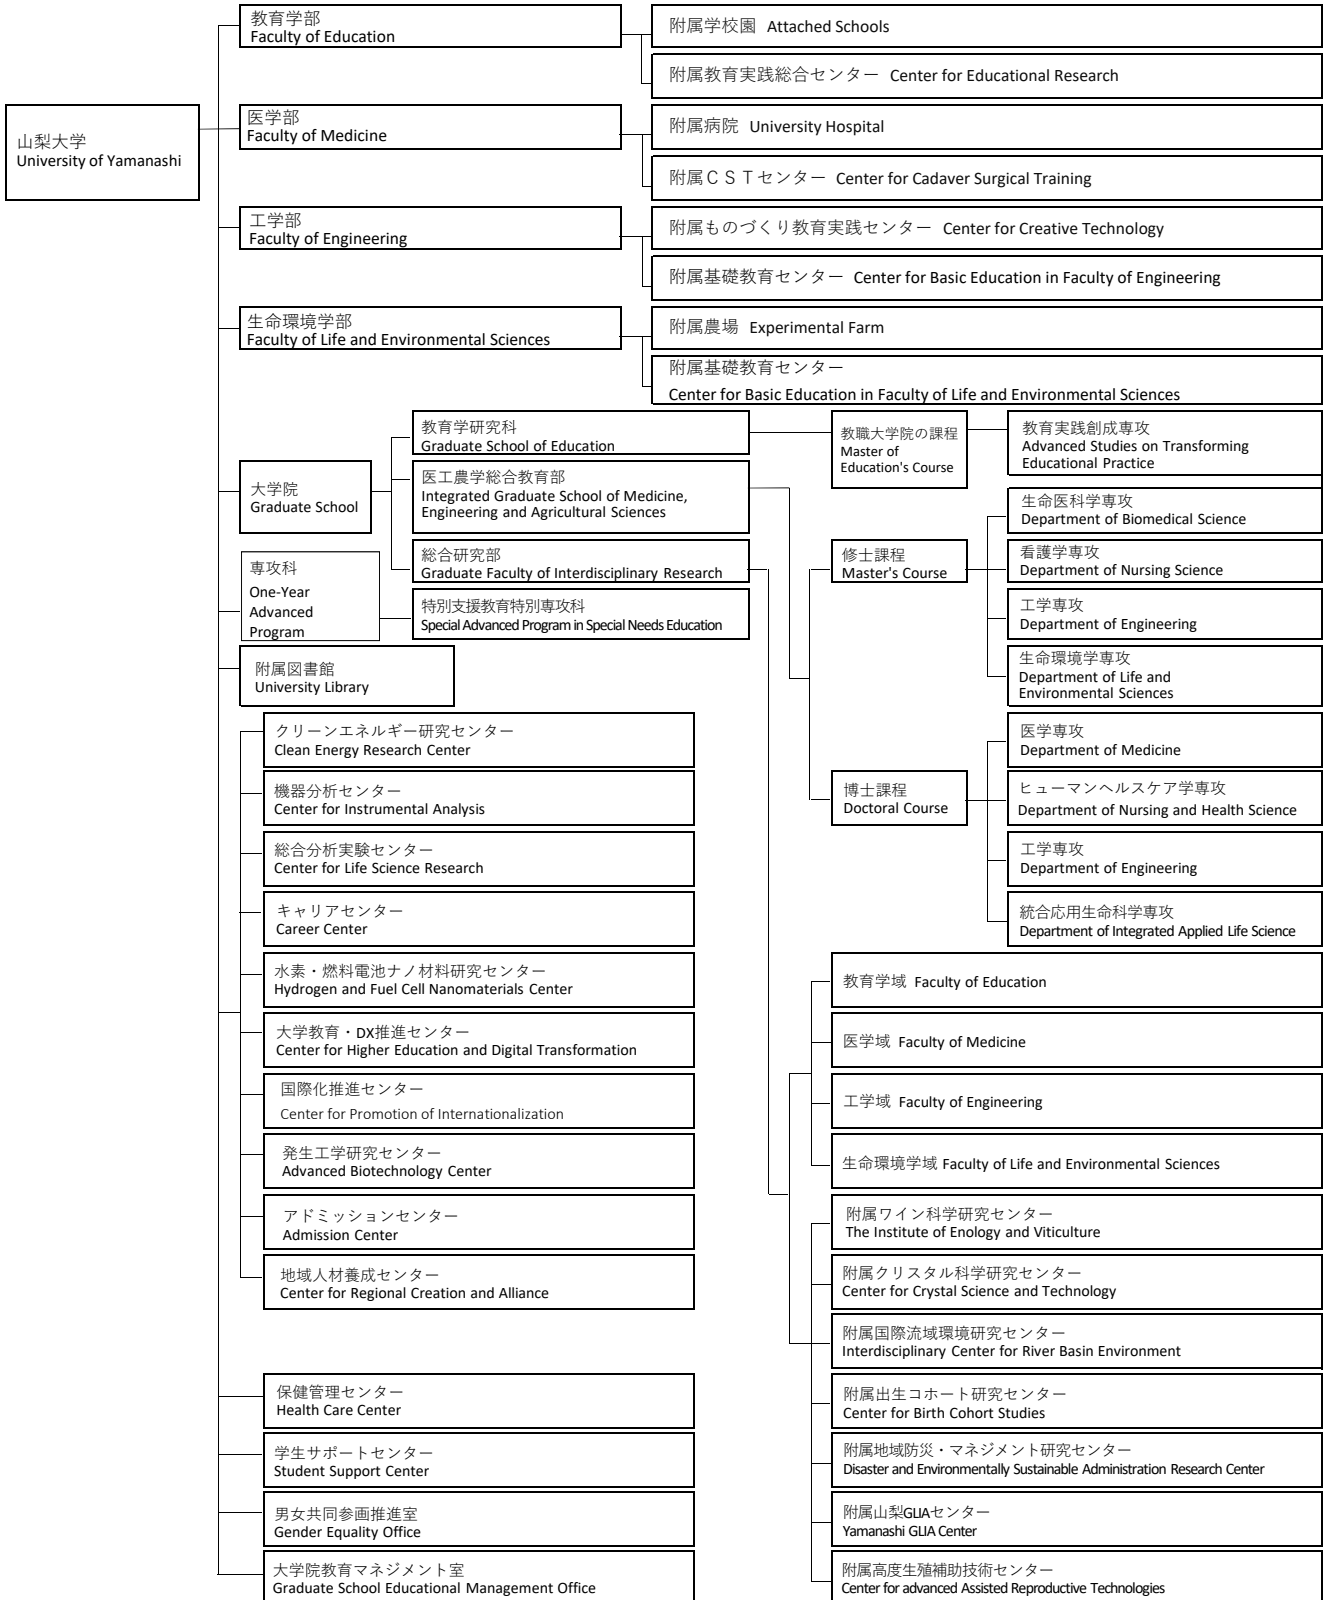 山梨大学
University of Yamanashi
教育学部
Faculty of Education
附属学校園 Attached Schools
附属教育実践総合センター Center for Educational Research
医学部
Faculty of Medicine
附属病院 University Hospital
附属ＣＳＴセンター Center for Cadaver Surgical Training
工学部
Faculty of Engineering
附属ものづくり教育実践センター Center for Creative Technology
附属基礎教育センター Center for Basic Education in Faculty of Engineering
生命環境学部
Faculty of Life and Environmental Sciences
附属農場 Experimental Farm
附属基礎教育センター
Center for Basic Education in Faculty of Life and Environmental Sciences
大学院
Graduate School
教育学研究科
Graduate School of Education
教職大学院の課程
Master of
Education's Course
教育実践創成専攻
Advanced Studies on Transforming
Educational Practice
医工農学総合教育部
Integrated Graduate School of Medicine,
Engineering and Agricultural Sciences
修士課程
Master's Course
生命医科学専攻
Department of Biomedical Science
看護学専攻
Department of Nursing Science
工学専攻
Department of Engineering
生命環境学専攻
Department of Life and
Environmental Sciences
博士課程
Doctoral Course
医学専攻
Department of Medicine
ヒューマンヘルスケア学専攻
Department of Nursing and Health Science
工学専攻
Department of Engineering
統合応用生命科学専攻
Department of Integrated Applied Life Science
総合研究部
Graduate Faculty of Interdisciplinary Research
教育学域 Faculty of Education
医学域 Faculty of Medicine
工学域 Faculty of Engineering
生命環境学域 Faculty of Life and Environmental Sciences
附属ワイン科学研究センター
The Institute of Enology and Viticulture
附属クリスタル科学研究センター
Center for Crystal Science and Technology
附属国際流域環境研究センター
Interdisciplinary Center for River Basin Environment
附属出生コホート研究センター
Center for Birth Cohort Studies
附属地域防災・マネジメント研究センター
Disaster and Environmentally Sustainable Administration Research Center
附属山梨GLIAセンター
Yamanashi GLIA Center
附属高度生殖補助技術センター
Center for advanced Assisted Reproductive Technologies
専攻科
One-Year
Advanced
Program
特別支援教育特別専攻科
Special Advanced Program in Special Needs Education
附属図書館
University Library
クリーンエネルギー研究センター
Clean Energy Research Center
機器分析センター
Center for Instrumental Analysis
総合分析実験センター
Center for Life Science Research
キャリアセンター
Career Center
水素・燃料電池ナノ材料研究センター
Hydrogen and Fuel Cell Nanomaterials Center
大学教育・DX推進センター
Center for Higher Education and Digital Transformation
国際化推進センター
Center for Promotion of Internationalization
発生工学研究センター
Advanced Biotechnology Center
アドミッションセンター
Admission Center
地域人材養成センター
Center for Regional Creation and Alliance
保健管理センター
Health Care Center
学生サポートセンター
Student Support Center
男女共同参画推進室
Gender Equality Office
大学院教育マネジメント室
Graduate School Educational Management Office